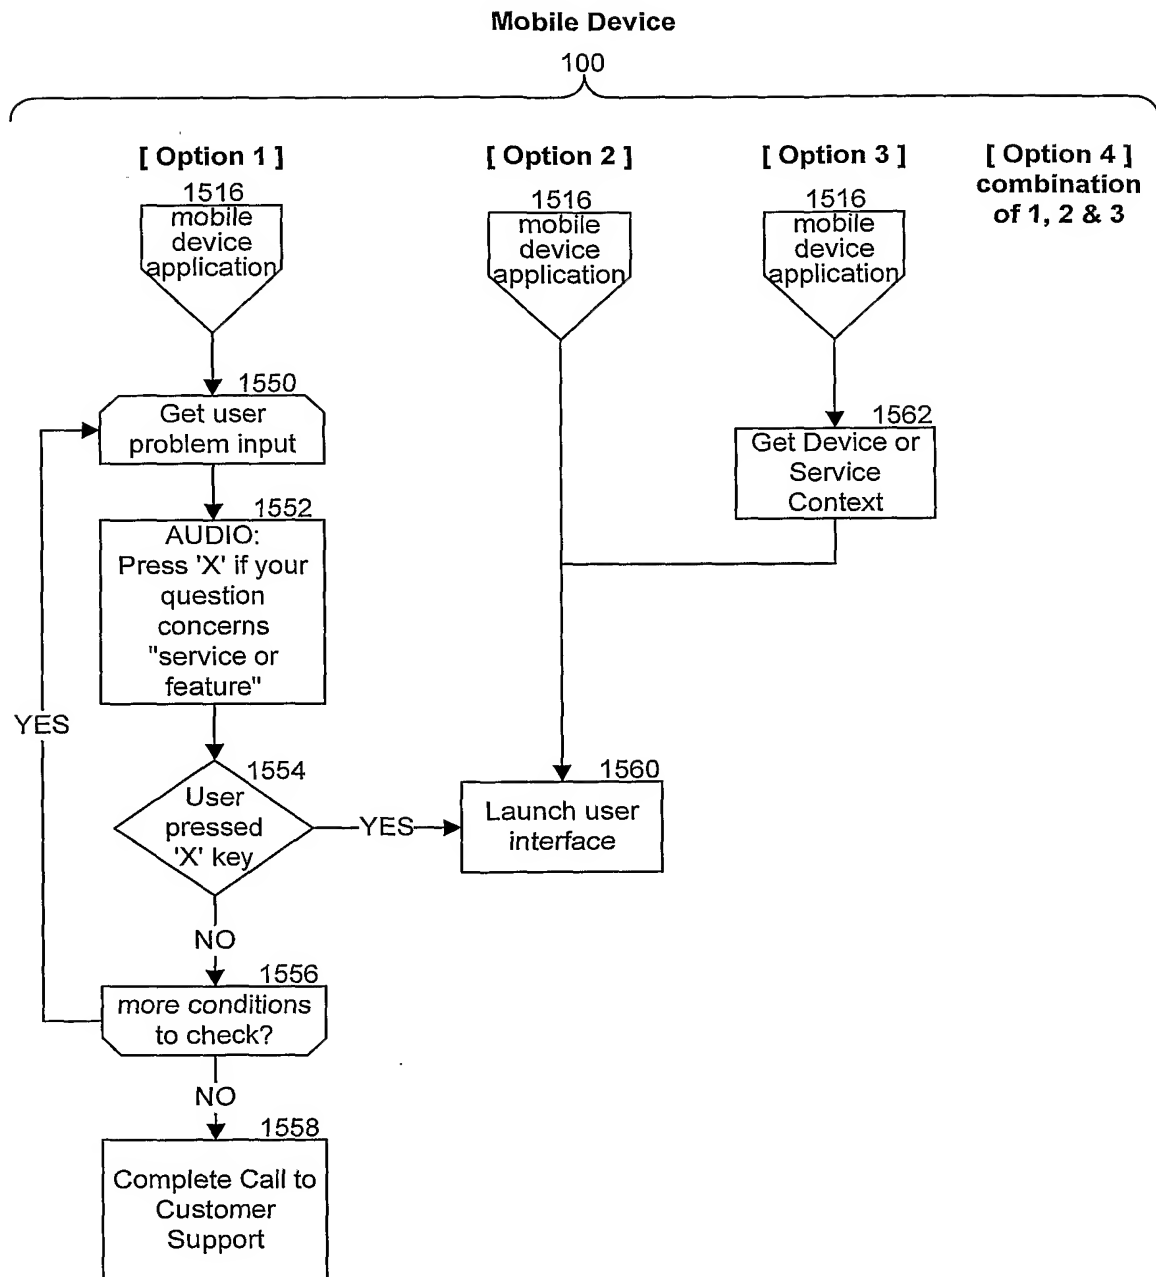 Mobile Device
100
[ Option 1 ]
1516
mobile
device
application
1550
Get user
problem input
1552
AUDIO:
Press 'X' if your
question
concerns
"service or
feature"
YES
1554
User
pressed
'X' key
YES
NO
1556
more conditions
to check?
NO
1558
Complete Call to
Customer
Support
[ Option 2 ]
1516
mobile
device
application
1560
Launch user
interface
[ Option 3 ]
1516
mobile
device
application
1562
Get Device or
Service
Context
[ Option 4 ]
combination
of 1, 2 & 3